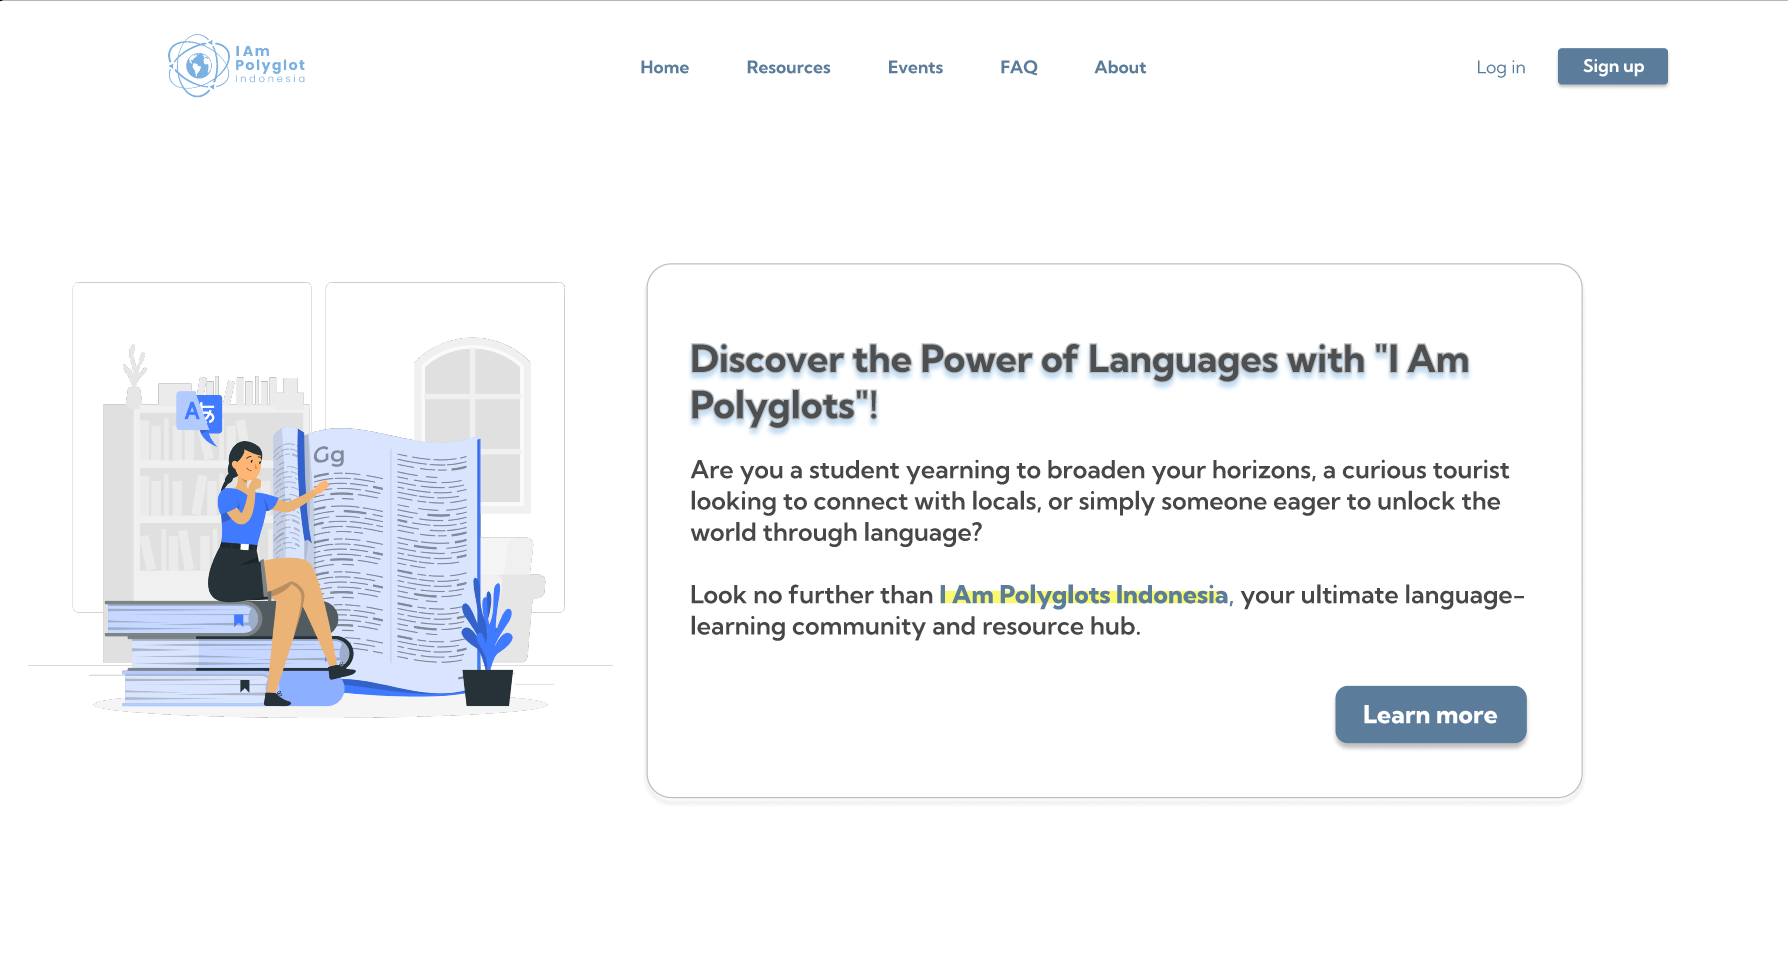 I Am
Polyglot
Indonesia
Home
Resources
Events
FAQ
About
Log in
Sign up
A
Gg
Discover the Power of Languages with "I Am
Polyglots"!
Are you a student yearning to broaden your horizons, a curious tourist
looking to connect with locals, or simply someone eager to unlock the
world through language?
Look no further than I Am Polyglots Indonesia, your ultimate language-
learning community and resource hub.
Learn more